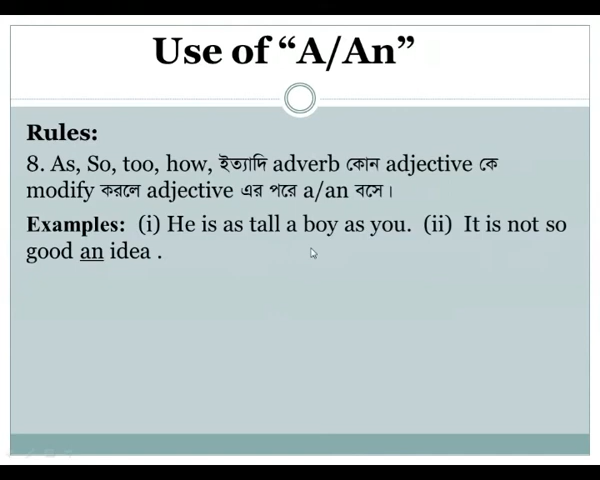 Use of “A/An”
Rules:
8. As, So, too, how, ইত্যাদি adverb কোন adjective কে
modify করলে adjective এর পরে a/an বসে।
Examples: (i) He is as tall a boy as you. (ii) It is not so
good an idea .